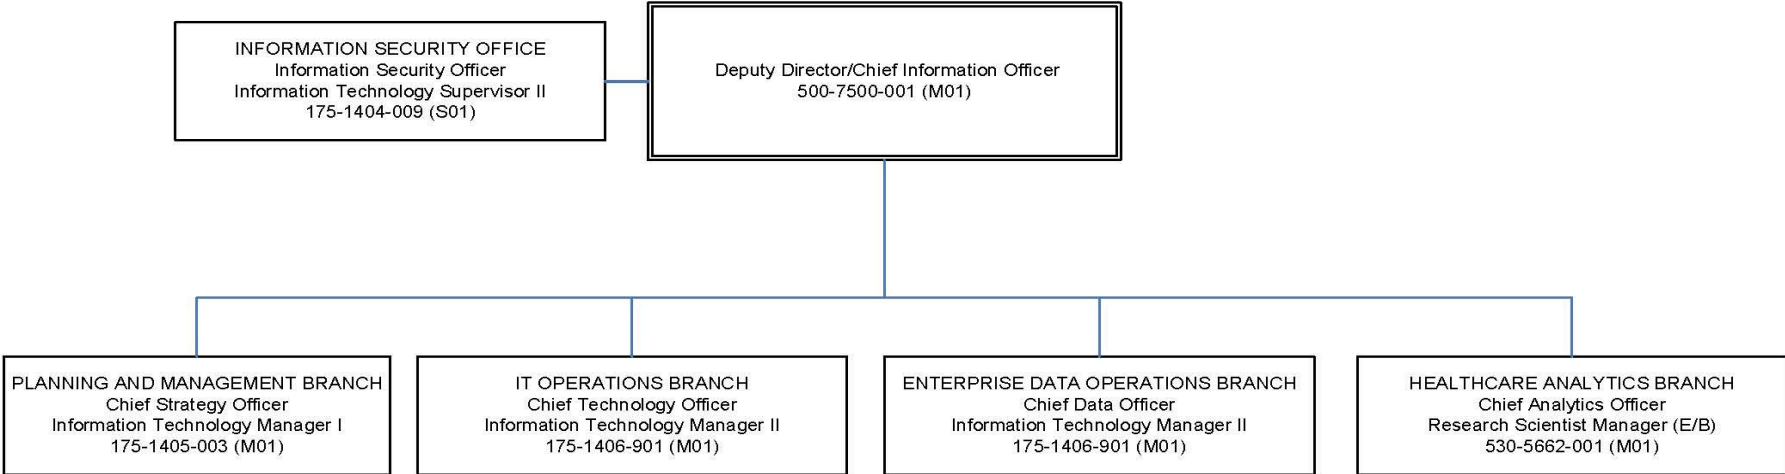 INFORMATION SECURITY OFFICE
Information Security Officer
Information Technology Supervisor II
175-1404-009 (S01)
Deputy Director/Chief Information Officer
500-7500-001 (M01)
PLANNING AND MANAGEMENT BRANCH
Chief Strategy Officer
Information Technology Manager I
175-1405-003 (M01)
IT OPERATIONS BRANCH
Chief Technology Officer
Information Technology Manager II
175-1406-901 (M01)
ENTERPRISE DATA OPERATIONS BRANCH
Chief Data Officer
Information Technology Manager II
175-1406-901 (M01)
HEALTHCARE ANALYTICS BRANCH
Chief Analytics Officer
Research Scientist Manager (E/B)
530-5662-001 (M01)